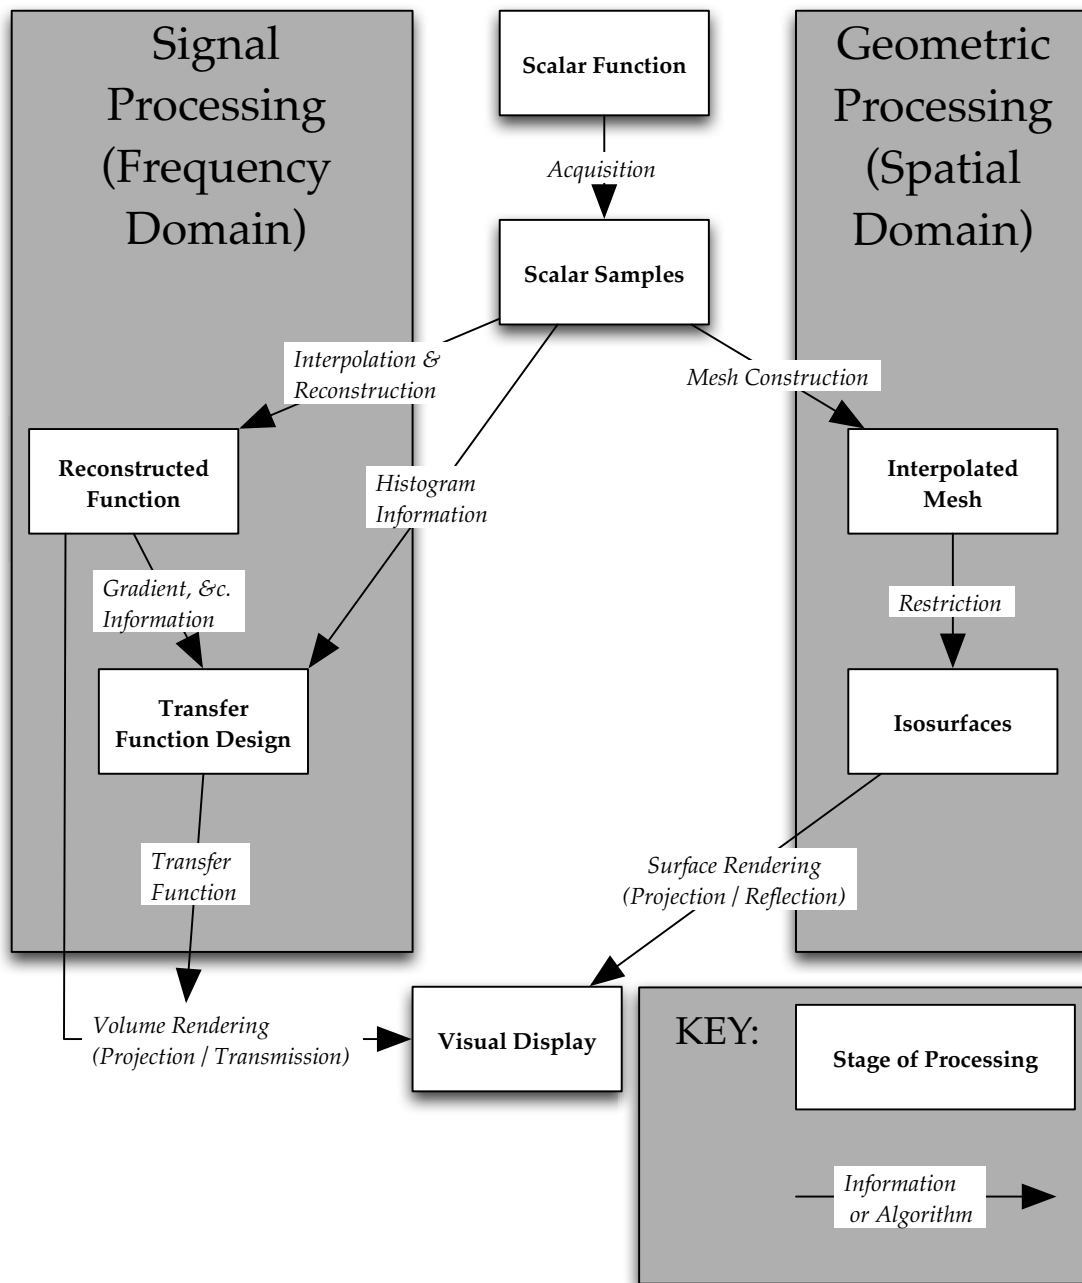 Signal
Processing
(Frequency
Domain)
Scalar Function
Geometric
Processing
(Spatial
Domain)
Acquisition
Scalar Samples
Interpolation &
Reconstruction
Mesh Construction
Reconstructed
Function
Histogram
Information
Interpolated
Mesh
Gradient, &c.
Information
Restriction
Transfer
Function Design
Isosurfaces
Transfer
Function
Surface Rendering
(Projection / Reflection)
Volume Rendering
(Projection / Transmission)
Visual Display
KEY:
Stage of Processing
Information
or Algorithm